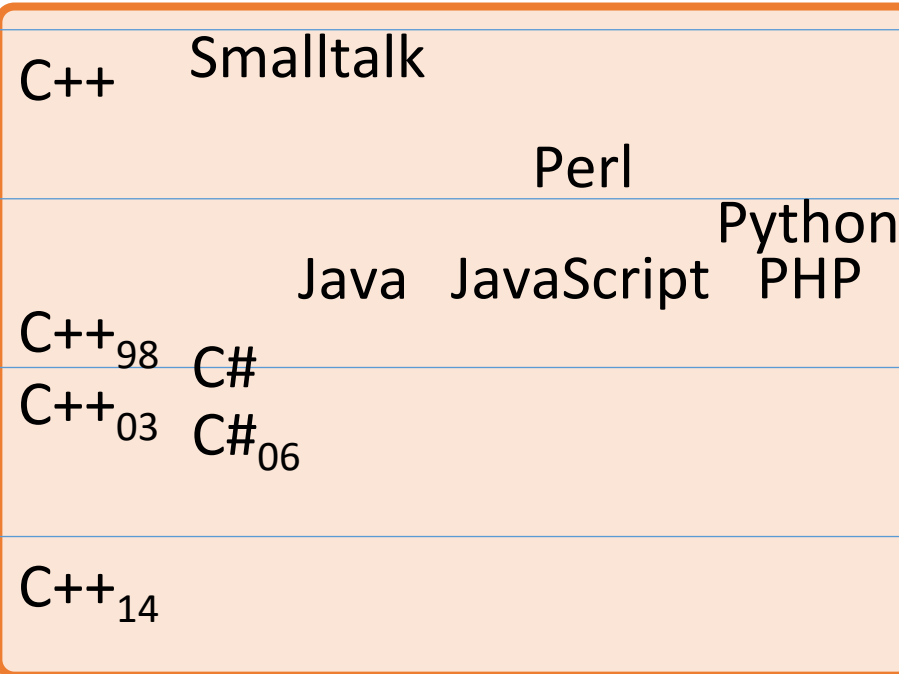 C++ Smalltalk
Perl
Python
Java JavaScript PHP
C++98
C#
C++03
C#06
C++14